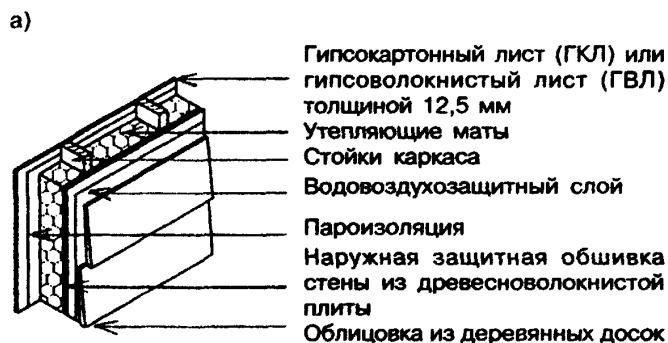 а)
Гипсокартонный лист (ГКЛ) или
гипсоволокнистый лист (ГВЛ)
толщиной 12,5 мм
Утепляющие маты
Стойки каркаса
Водовоздухозащитный слой
Пароизоляция
Наружная защитная обшивка
стены из древесноволокнистой
плиты
Облицовка из деревянных досок